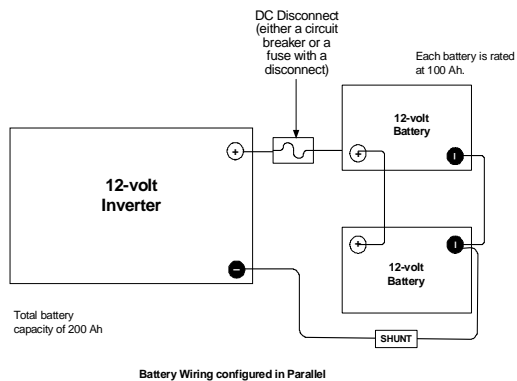 DC Disconnect
(either a circuit
breaker or a
fuse with a
disconnect)
Each battery is rated
at 100 Ah.
12-volt
Battery
+
+
–
12-volt
Inverter
+
–
12-volt
Battery
–
Total battery
capacity of 200 Ah
SHUNT
Battery Wiring configured in Parallel